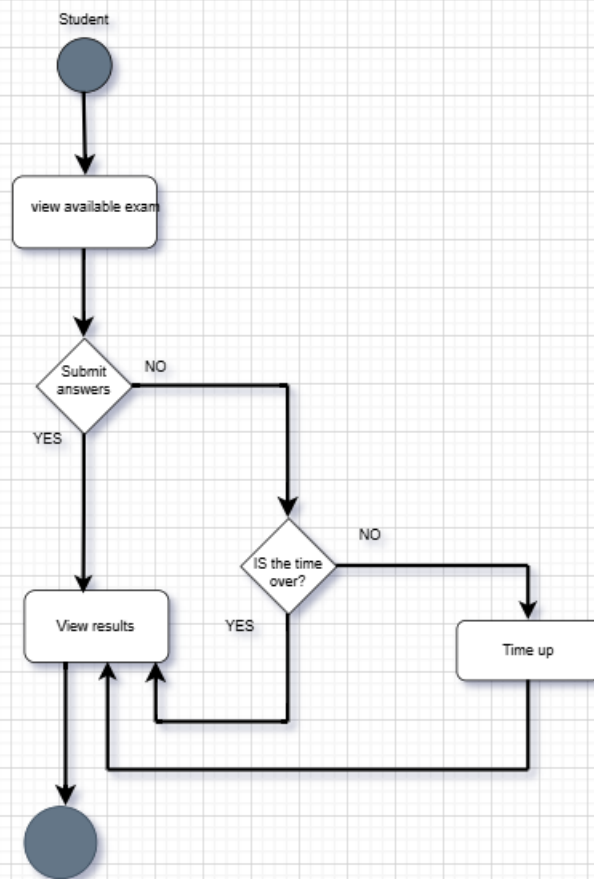 Student
view available exam
Submit
answers
NO
YES
IS the time
over?
NO
YES
View results
Time up